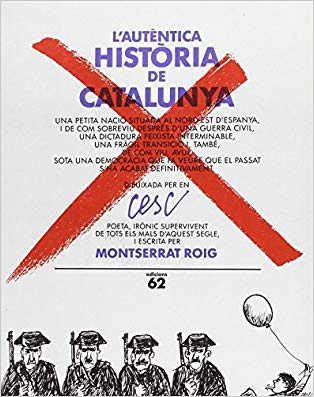 L'AUTÈNTICA
HISTÒRIA
DE
CATALUNYA
UNA PETITA NACIÓ SITUADA AL NORD-EST D'ESPANYA,
I DE COM SOBREVIU DESPRÉS D'UNA GUERRA CIVIL,
UNA DICTADURA FEIXISTA INTERMINABLE,
UNA FRÀGIL TRANSICIÓ I, TAMBÉ,
DE COM VIU, AVUI,
SOTA UNA DEMOCRÀCIA QUE FA VEURE QUE EL PASSAT
S'HA ACABAT DEFINITIVAMENT
DIBUIXADA PER EN
cesc
POETA, IRÒNIC SUPERVIVENT
DE TOTS ELS MALS D'AQUEST SEGLE,
I ESCRITA PER
MONTSERRAT ROIG
edicions
62